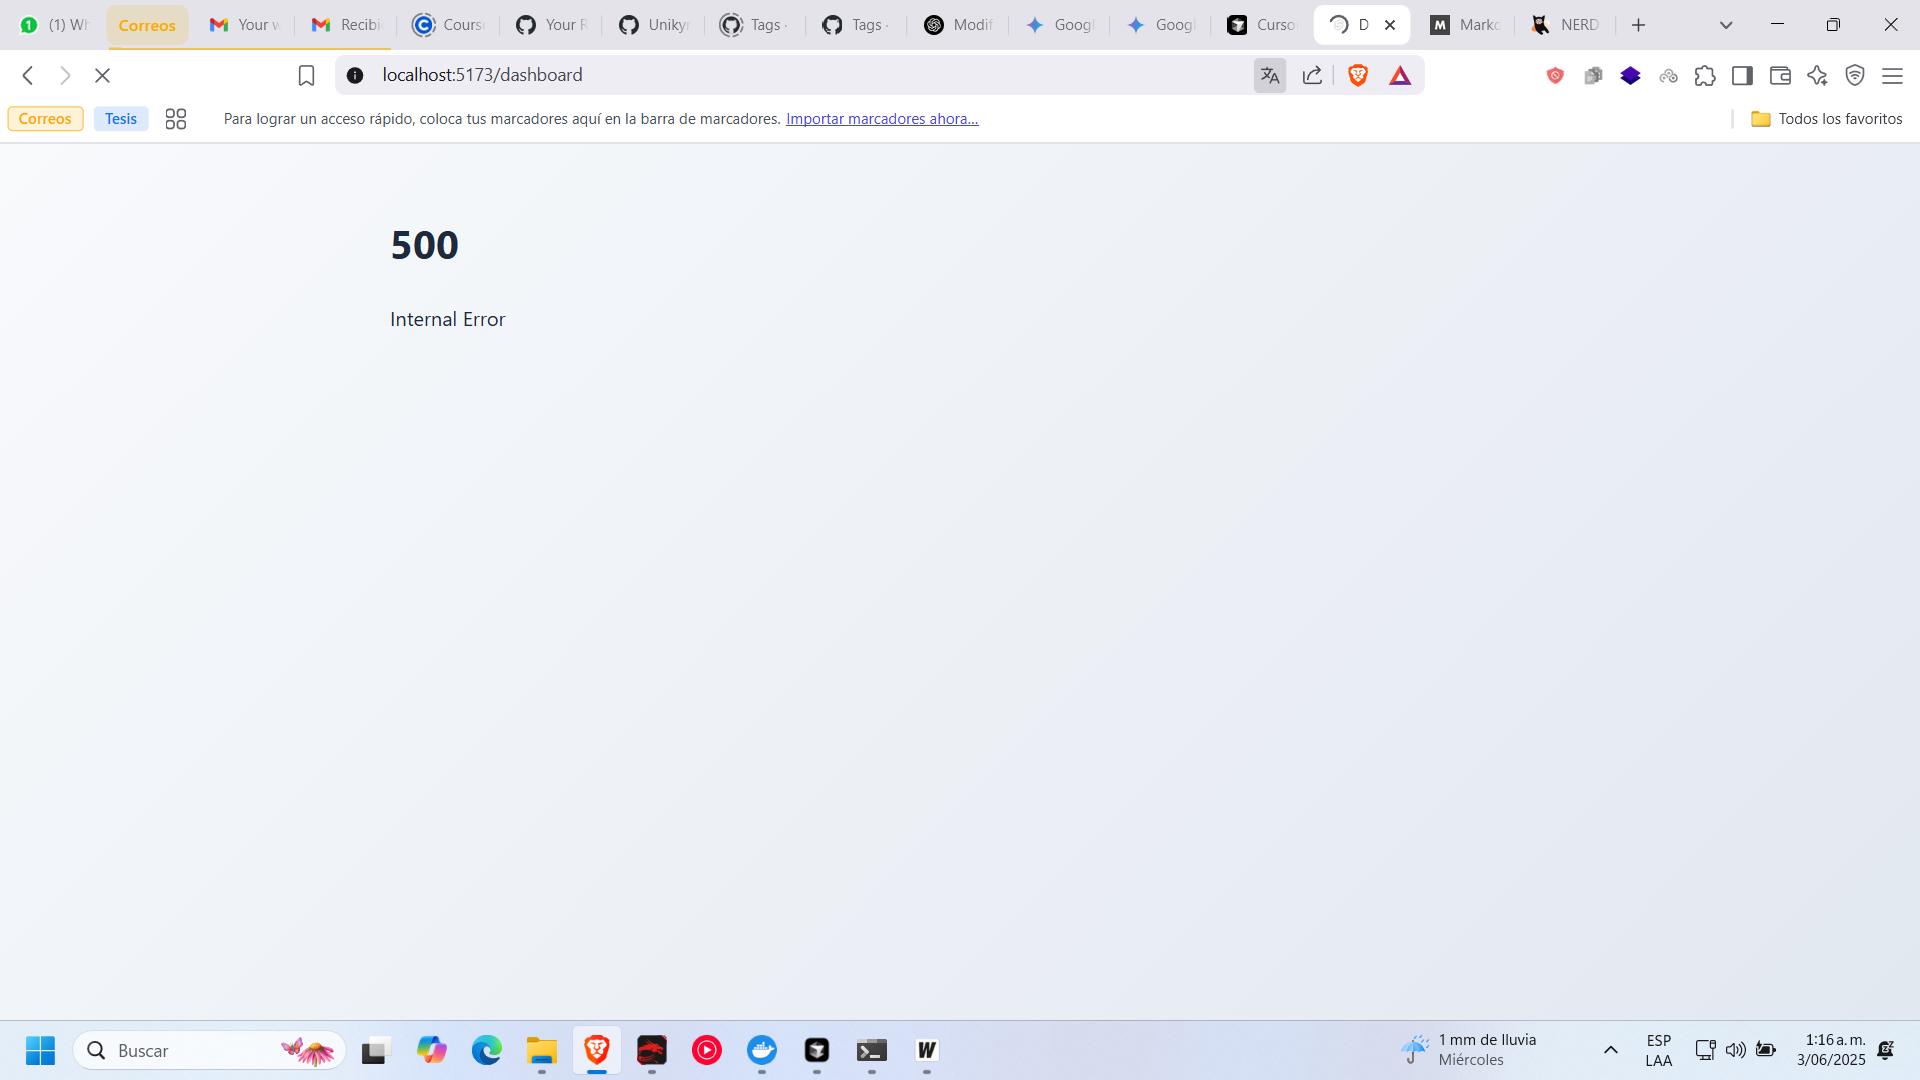 (1) Wh
Correos
Your w
Recibi
Cours
Your R
Unikyr
Tags ·
Tags ·
Modif
Googl
Googl
Curso
D
Marko
NERD
localhost:5173/dashboard
Correos
Tesis
Para lograr un acceso rápido, coloca tus marcadores aquí en la barra de marcadores. Importar marcadores ahora...
Todos los favoritos
500
Internal Error
Buscar
1 mm de lluvia
Miércoles
ESP
LAA
1:16 a. m.
3/06/2025